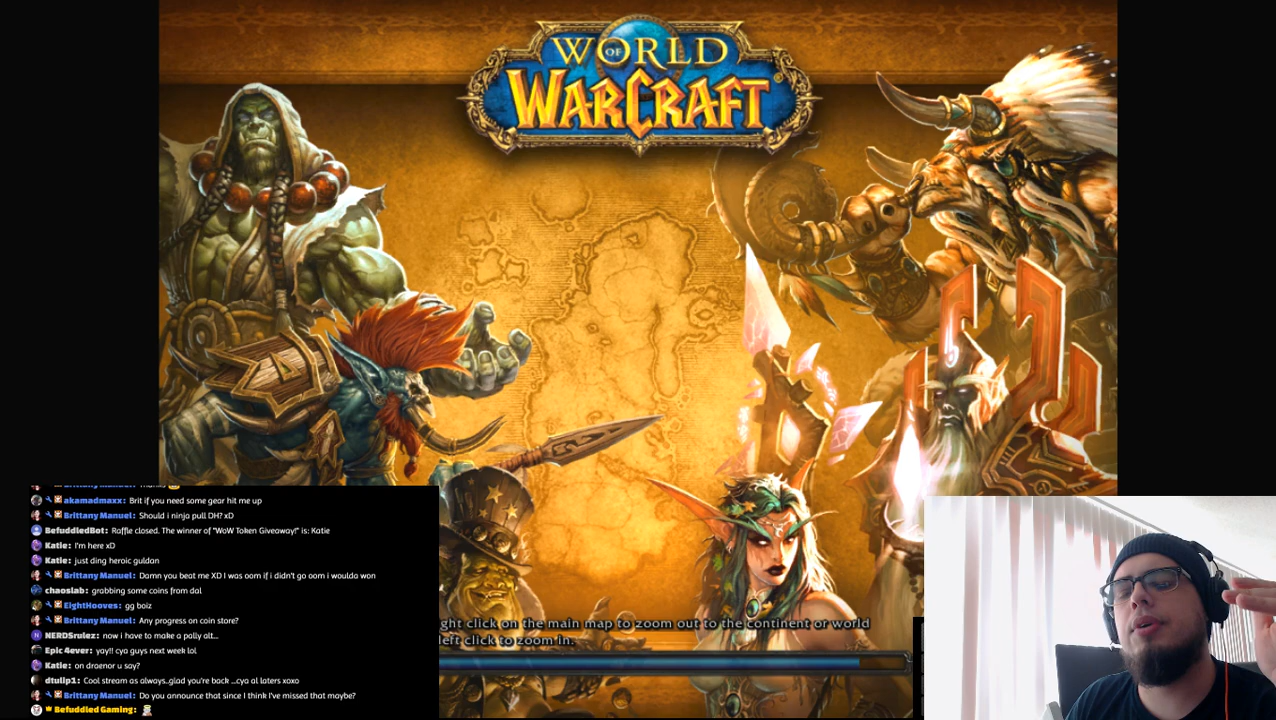 WORLD
OF
WARCRAFT
akamadmaxx: Brit if you need some gear hit me up
Brittany Manuel: Should i ninja pull DH? xD
BefuddledBot: Raffle closed. The winner of "WoW Token Giveaway!" is: Katie
Katie: I'm here xD
Katie: just ding heroic guldan
Brittany Manuel: Damn you beat me XD I was oom if i didn't go oom i woulda won
chaoslab: grabbing some coins from dal
EightHooves: gg boiz
Brittany Manuel: Any progress on coin store?
NERDSrulez: now i have to make a pally alt...
Epic 4ever: yay!! cya guys next week lol
Katie: on draenor u say?
dtulip1: Cool stream as always..glad you're back ...cya al laters xoxo
Brittany Manuel: Do you announce that since I think I've missed that maybe?
Befuddled Gaming:
ght click on the main map to zoom out to the continent or world
left click to zoom in.